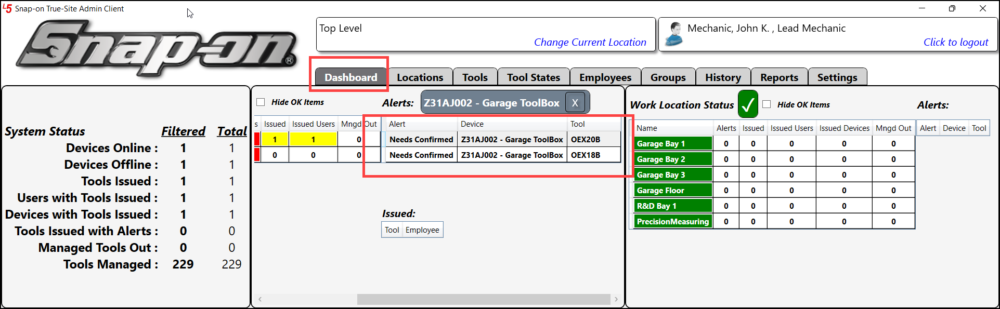 L5 Snap-on True-Site Admin Client
Snap-on®
Top Level
Change Current Location
Mechanic, John K. , Lead Mechanic
Click to logout
Dashboard Locations Tools Tool States Employees Groups History Reports Settings
System Status Filtered Total
Devices Online : 1 1
Devices Offline : 1 1
Tools Issued : 1 1
Users with Tools Issued : 1 1
Devices with Tools Issued : 1 1
Tools Issued with Alerts : 0 0
Managed Tools Out : 0 0
Tools Managed : 229 229
Hide OK Items
s Issued Issued Users Mngd Out
1 1 0
0 0 0
Alerts: Z31AJ002 - Garage ToolBox X
Alert Device Tool
Needs Confirmed Z31AJ002 - Garage ToolBox OEX20B
Needs Confirmed Z31AJ002 - Garage ToolBox OEX18B
Issued:
Tool Employee
Work Location Status ✓ Hide OK Items
Name Alerts Issued Issued Users Issued Devices Mngd Out
Garage Bay 1 0 0 0 0 0
Garage Bay 2 0 0 0 0 0
Garage Bay 3 0 0 0 0 0
Garage Floor 0 0 0 0 0
R&D Bay 1 0 0 0 0 0
PrecisionMeasuring 0 0 0 0 0
Alerts:
Alert Device Tool